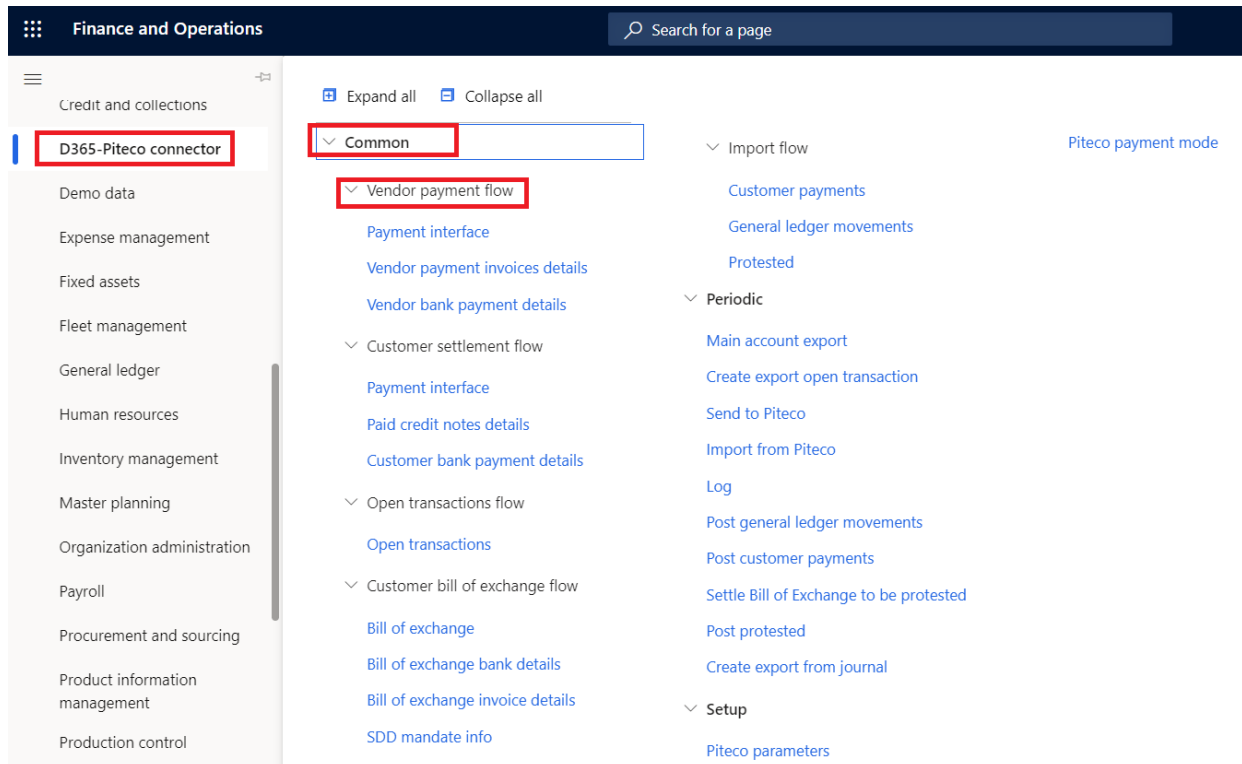 Finance and Operations
Search for a page
Credit and collections
D365-Piteco connector
Demo data
Expense management
Fixed assets
Fleet management
General ledger
Human resources
Inventory management
Master planning
Organization administration
Payroll
Procurement and sourcing
Product information
management
Production control
Expand all
Collapse all
Common
Vendor payment flow
Payment interface
Vendor payment invoices details
Vendor bank payment details
Customer settlement flow
Payment interface
Paid credit notes details
Customer bank payment details
Open transactions flow
Open transactions
Customer bill of exchange flow
Bill of exchange
Bill of exchange bank details
Bill of exchange invoice details
SDD mandate info
Import flow
Customer payments
General ledger movements
Protested
Periodic
Main account export
Create export open transaction
Send to Piteco
Import from Piteco
Log
Post general ledger movements
Post customer payments
Settle Bill of Exchange to be protested
Post protested
Create export from journal
Setup
Piteco parameters
Piteco payment mode